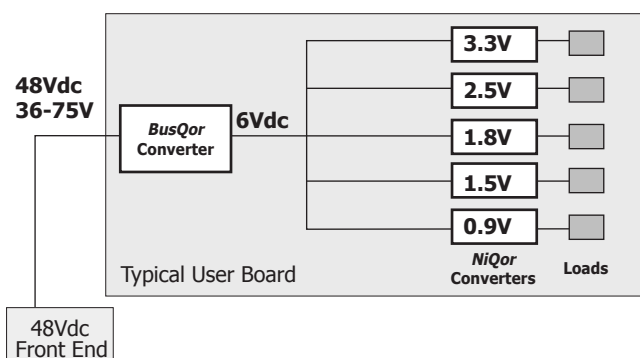 3.3V
48Vdc
36-75V
2.5V
BusQor
Converter
6Vdc
1.8V
1.5V
0.9V
NiQor
Converters
Loads
Typical User Board
48Vdc
Front End